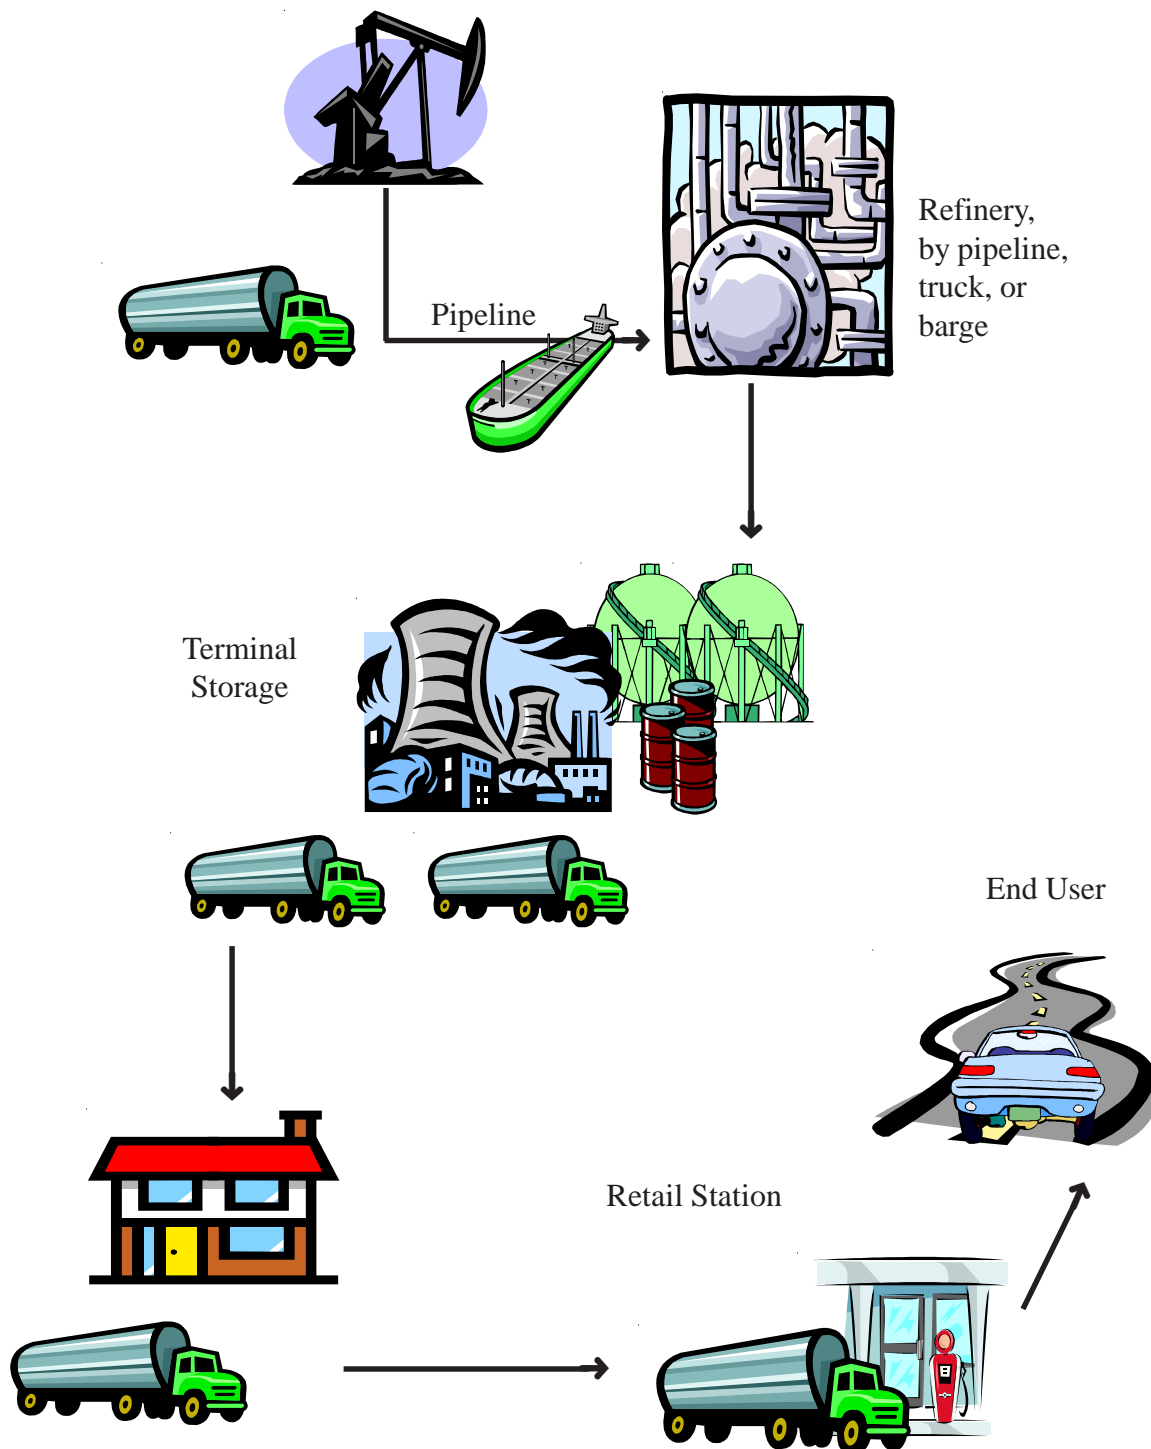 Refinery,
by pipeline,
truck, or
barge
Pipeline
Terminal
Storage
End User
Retail Station